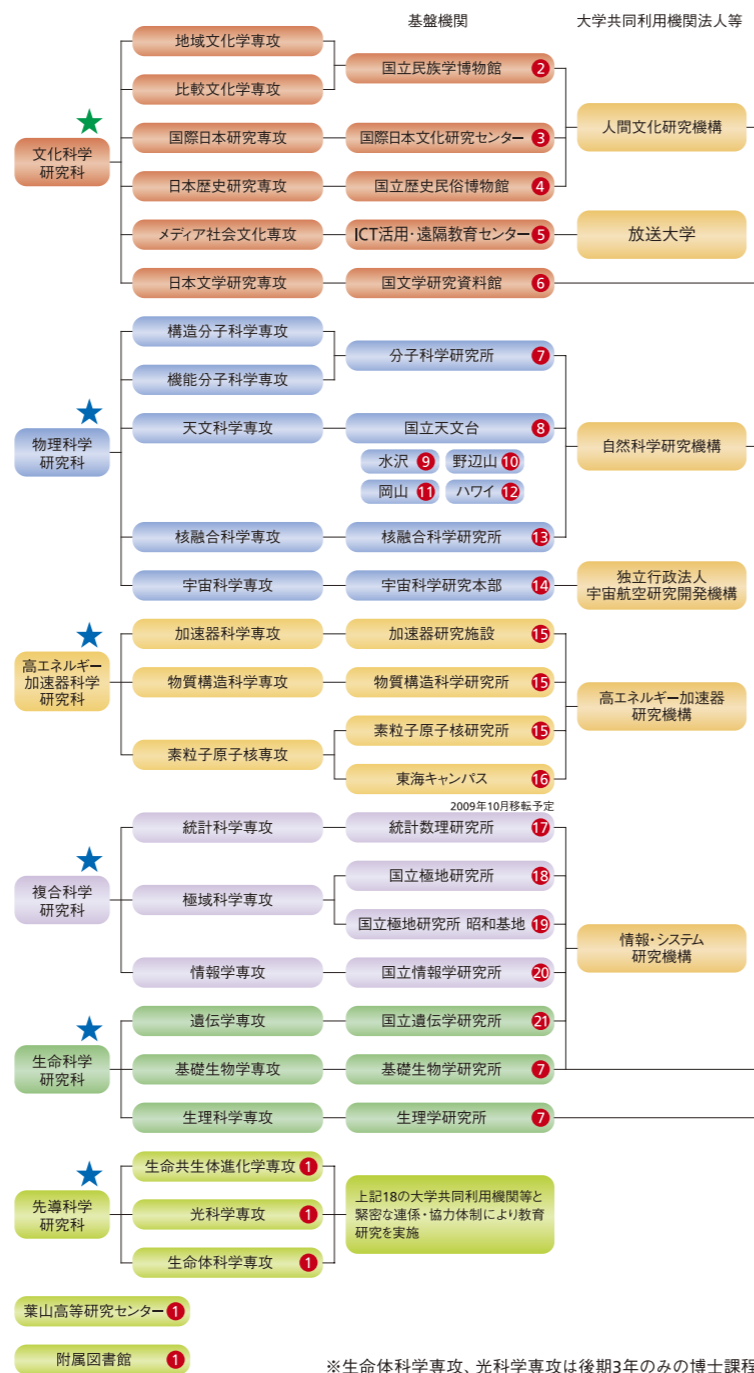 基盤機関
大学共同利用機関法人等
地域文化学専攻
比較文化学専攻
国立民族学博物館 2
★
文化科学
研究科
国際日本研究専攻
国際日本文化研究センター 3
人間文化研究機構
日本歴史研究専攻
国立歴史民俗博物館 4
メディア社会文化専攻
ICT活用・遠隔教育センター 5
放送大学
日本文学研究専攻
国文学研究資料館 6
構造分子科学専攻
機能分子科学専攻
分子科学研究所 7
★
物理科学
研究科
天文科学専攻
国立天文台 8
自然科学研究機構
水沢 9
野辺山 10
岡山 11
ハワイ 12
核融合科学専攻
核融合科学研究所 13
宇宙科学専攻
宇宙科学研究本部 14
独立行政法人
宇宙航空研究開発機構
★
高エネルギー
加速器科学
研究科
加速器科学専攻
加速器研究施設 15
物質構造科学専攻
物質構造科学研究所 15
高エネルギー加速器
研究機構
素粒子原子核専攻
素粒子原子核研究所 15
東海キャンパス 16
2009年10月移転予定
統計科学専攻
統計数理研究所 17
★
複合科学
研究科
極域科学専攻
国立極地研究所 18
国立極地研究所 昭和基地 19
情報・システム
研究機構
情報学専攻
国立情報学研究所 20
★
生命科学
研究科
遺伝学専攻
国立遺伝学研究所 21
基礎生物学専攻
基礎生物学研究所 7
生理科学専攻
生理学研究所 7
★
先導科学
研究科
生命共生体進化学専攻 1
光科学専攻 1
生命体科学専攻 1
上記18の大学共同利用機関等と
緊密な連係・協力体制により教育
研究を実施
葉山高等研究センター 1
附属図書館 1
※生命体科学専攻、光科学専攻は後期3年のみの博士課程